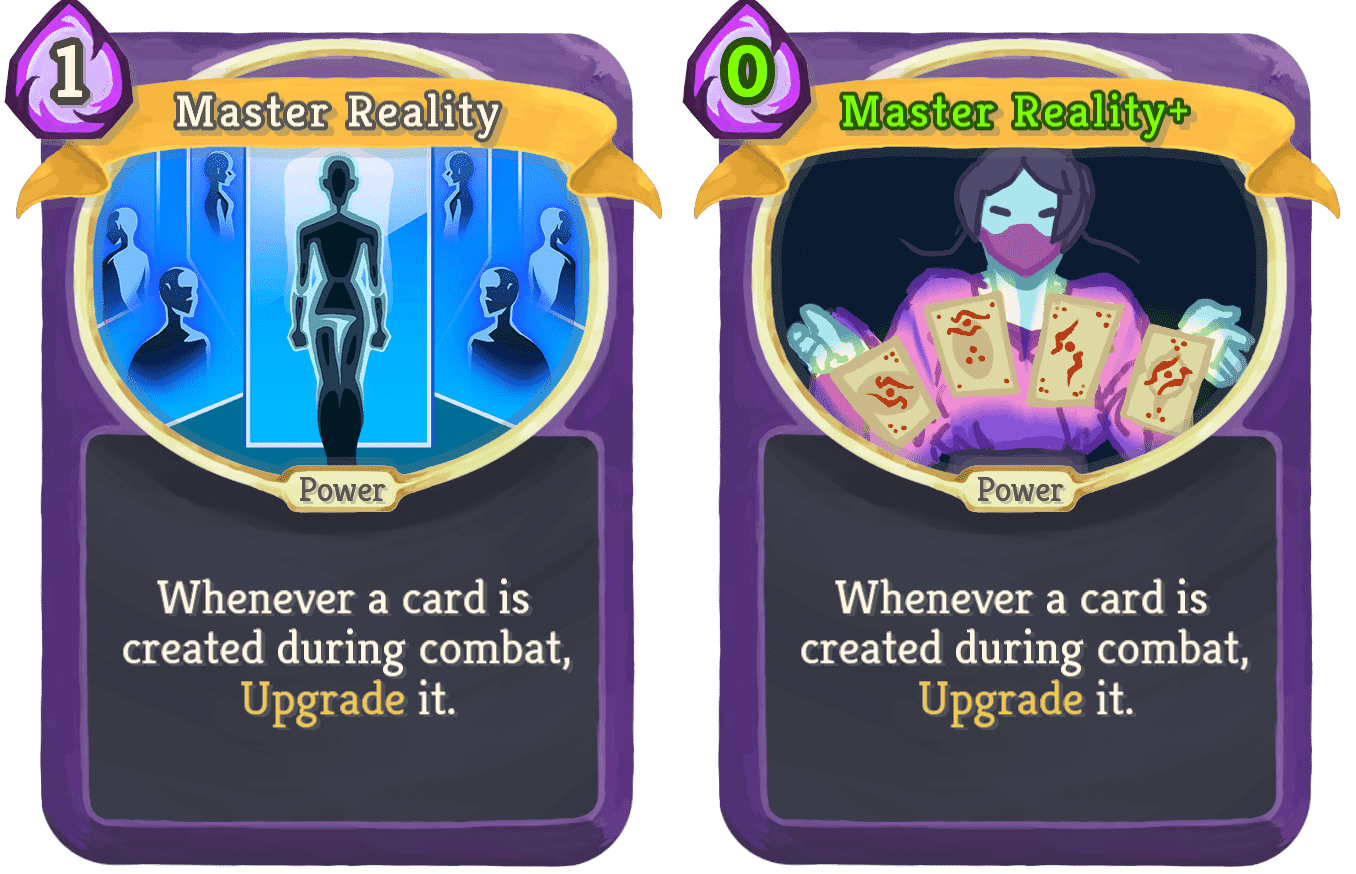 1
Master Reality
Power
Whenever a card is
created during combat,
Upgrade it.
0
Master Reality+
Power
Whenever a card is
created during combat,
Upgrade it.